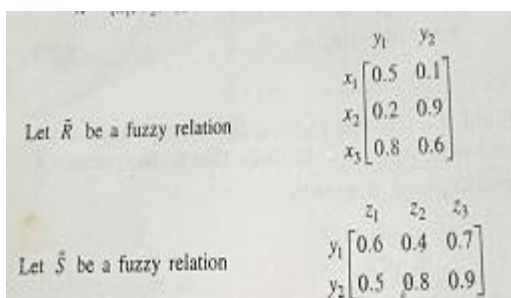 y₁ y₂
x₁ [0.5 0.1]
Let R̃ be a fuzzy relation x₂ [0.2 0.9]
x₃ [0.8 0.6]
z₁ z₂ z₃
y₁ [0.6 0.4 0.7]
Let S̃ be a fuzzy relation
y₂ [0.5 0.8 0.9]